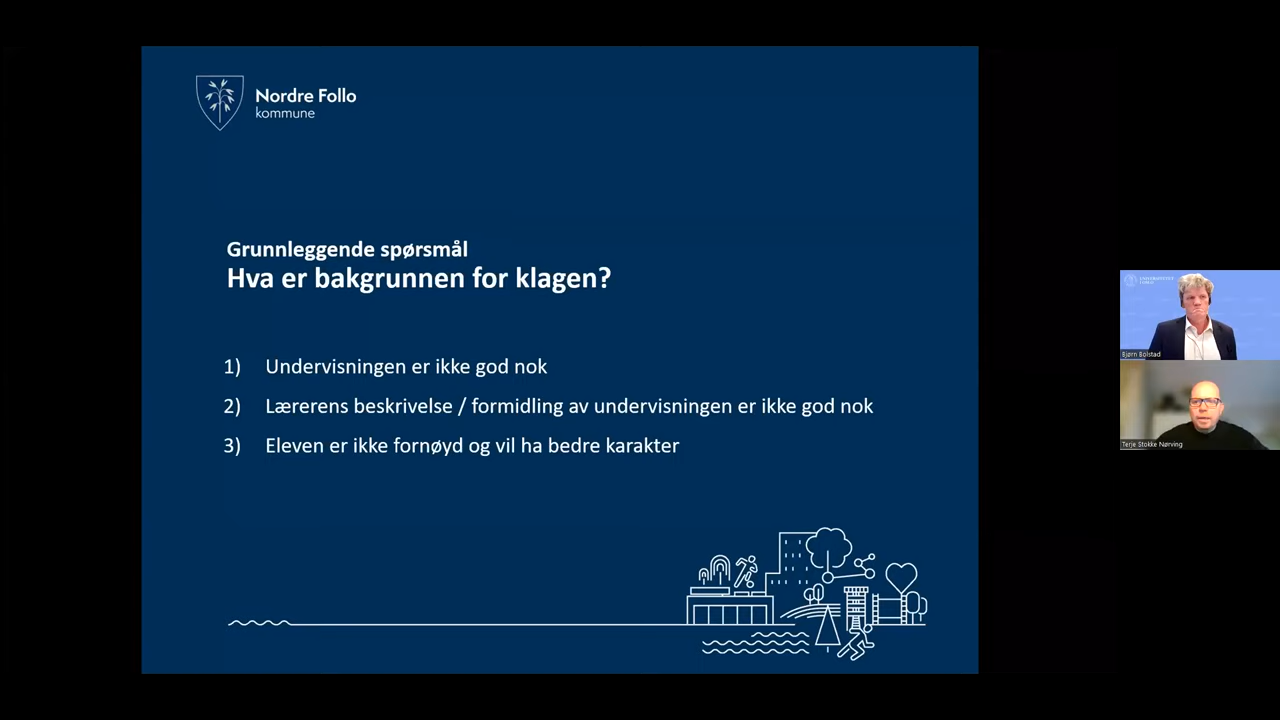 Nordre Follo
kommune
Grunnleggende spørsmål
Hva er bakgrunnen for klagen?
1) Undervisningen er ikke god nok
2) Lærerens beskrivelse / formidling av undervisningen er ikke god nok
3) Eleven er ikke fornøyd og vil ha bedre karakter
UNIVERSITETET
I OSLO
Bjørn Bolstad
Terje Stokke Nørving